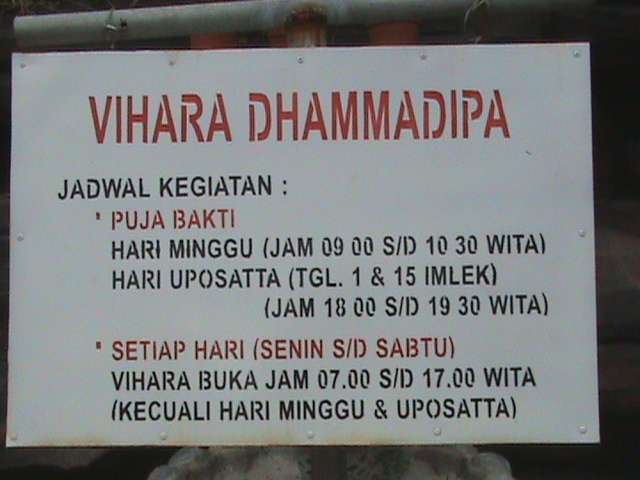 VIHARA DHAMMADIPA
JADWAL KEGIATAN :
PUJA BAKTI
HARI MINGGU (JAM 09 00 S/D 10 30 WITA)
HARI UPOSATTA (TGL. 1 & 15 IMLEK)
(JAM 18 00 S/D 19 30 WITA)
SETIAP HARI (SENIN S/D SABTU)
VIHARA BUKA JAM 07.00 S/D 17.00 WITA
(KECUALI HARI MINGGU & UPOSATTA)